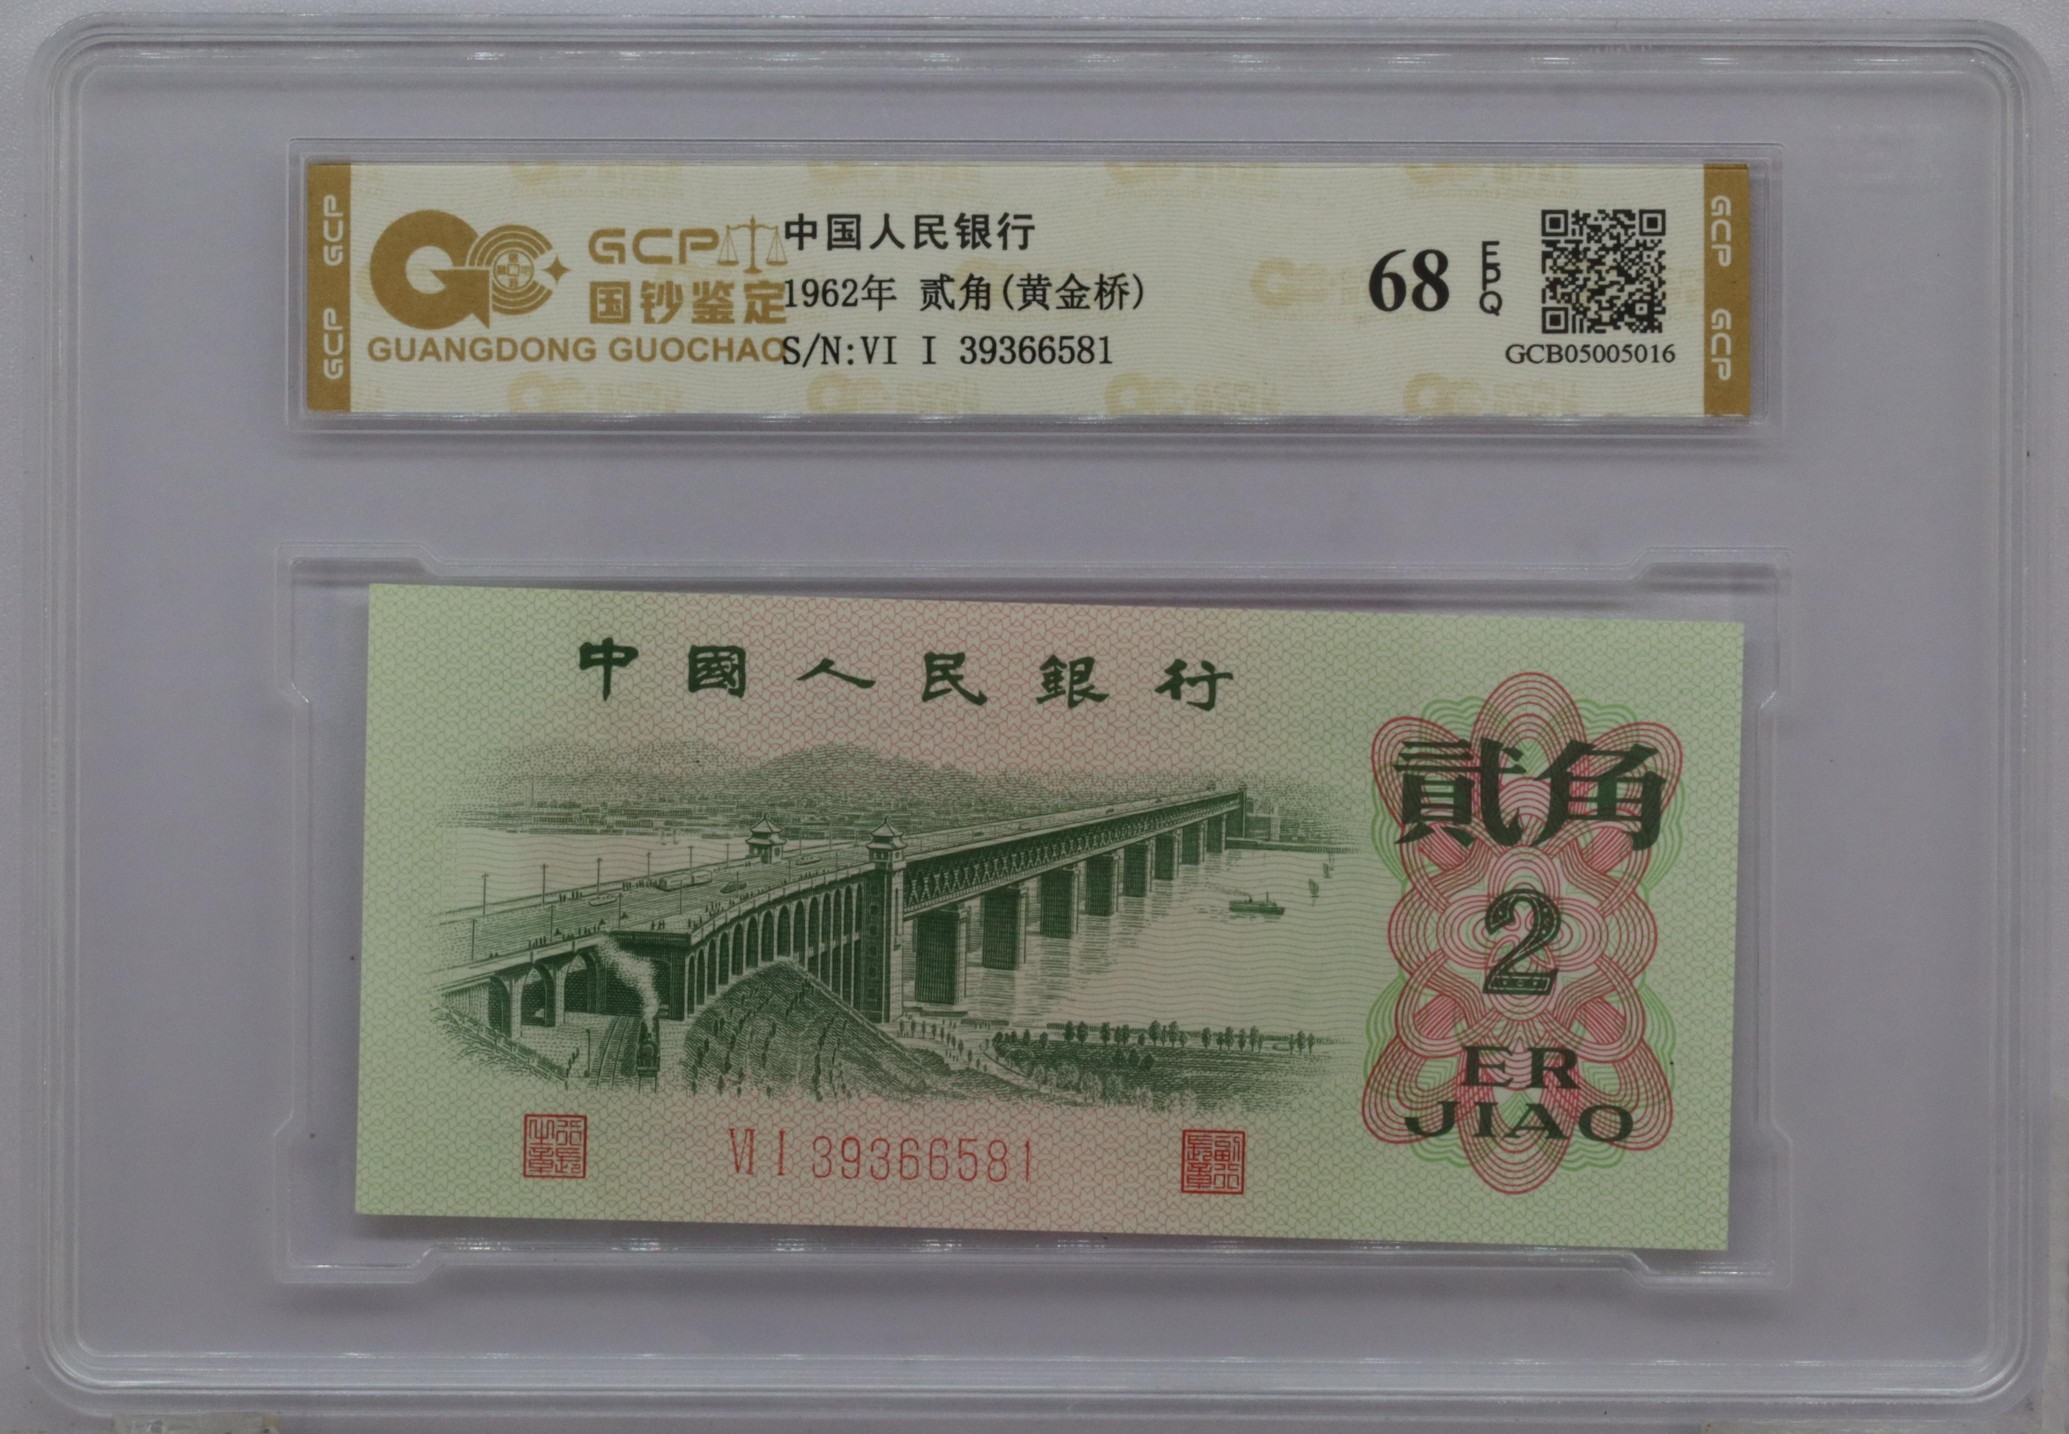 GCP GCP
GCP
国钞鉴定
GUANGDONG GUOCHAO
中国人民银行
1962年 贰角(黄金桥)
S/N:VI I 39366581
68 EPQ
GCB05005016
GCP GCP
中國人民銀行
貳角
2
ER
JIAO
VI I 39366581